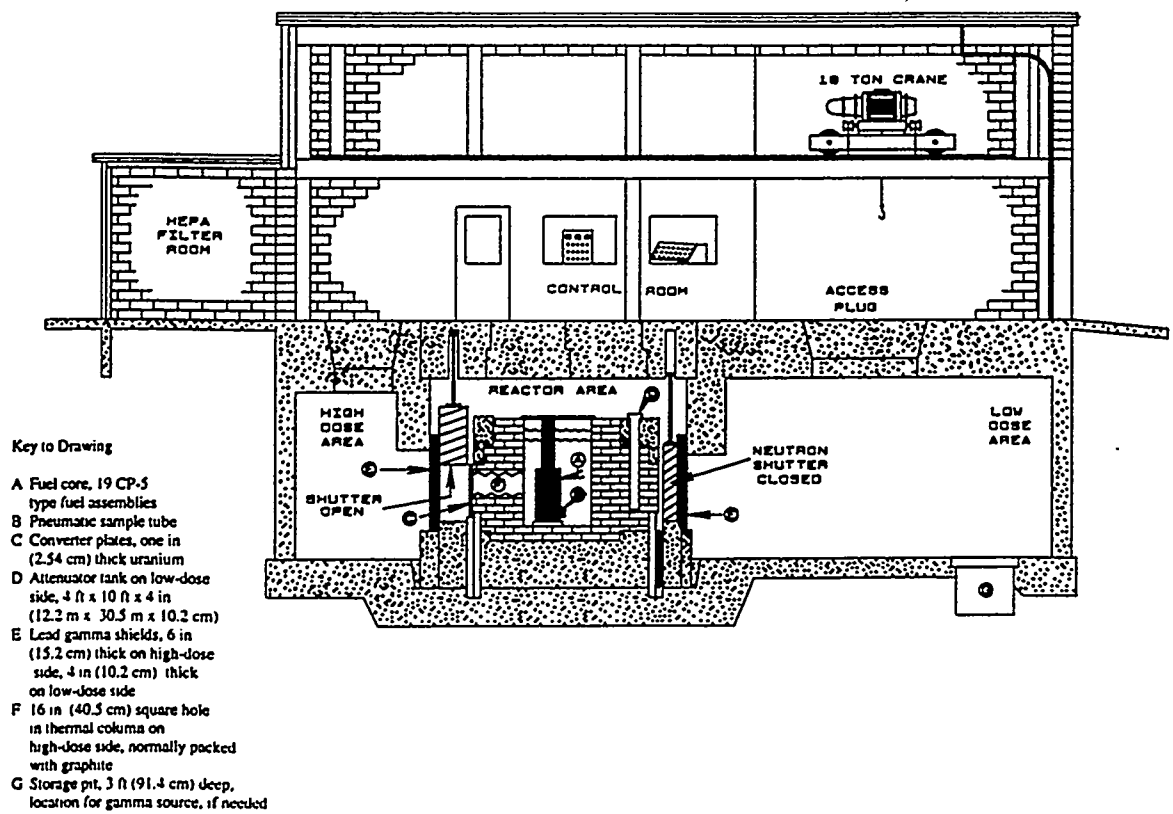 18 TON CRANE
HEPA
FILTER
ROOM
CONTROL ROOM
ACCESS
PLUG
REACTOR AREA
HIGH
DOSE
AREA
LOW
DOSE
AREA
NEUTRON
SHUTTER
CLOSED
SHUTTER
OPEN
Key to Drawing
A Fuel core, 19 CP-5
type fuel assemblies
B Pneumatic sample tube
C Converter plates, one in
(2.54 cm) thick uranium
D Attenuator tank on low-dose
side, 4 ft x 10 ft x 4 in
(12.2 m x 30.5 m x 10.2 cm)
E Lead gamma shields, 6 in
(15.2 cm) thick on high-dose
side, 4 in (10.2 cm) thick
on low-dose side
F 16 in (40.5 cm) square hole
in thermal column on
high-dose side, normally packed
with graphite
G Storage pit, 3 ft (91.4 cm) deep,
location for gamma source, if needed